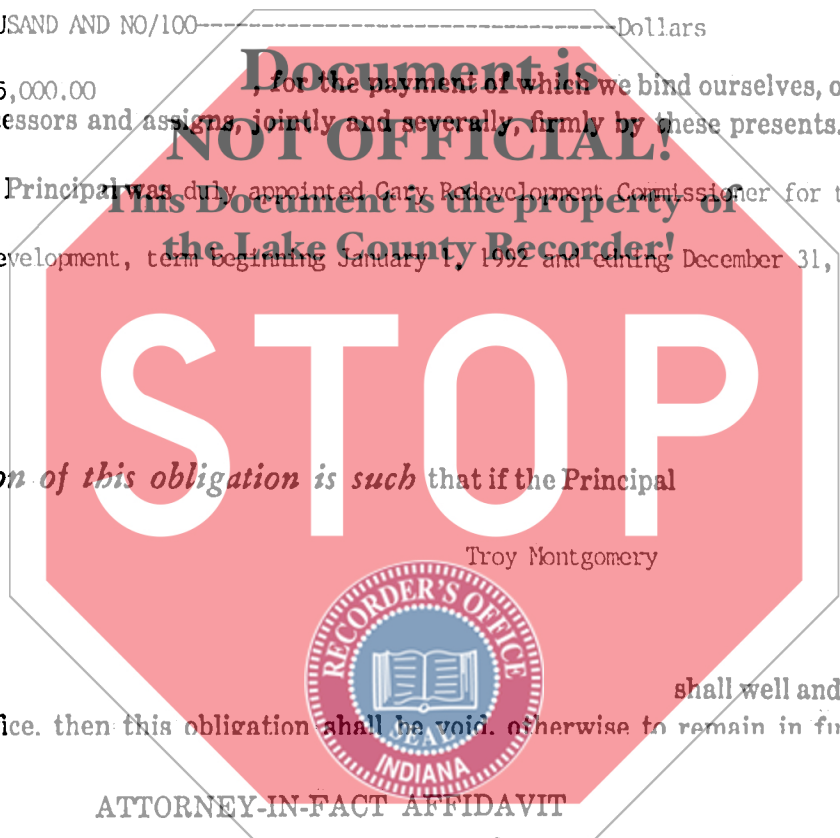 USAND AND NO/100------------------------------------Dollars
Document is
5,000.00 , for the payment of which we bind ourselves, o
essors and assigns, jointly and severally, firmly by these presents.
NOT OFFICIAL!
Principal was duly appointed Gary Redevelopment Commissioner for t
This Document is the property of
the Lake County Recorder!
evelopment, term beginning January 1, 1992 and edning December 31,
STOP
on of this obligation is such that if the Principal
Troy Montgomery
RECORDER'S OFFICE
shall well and
ice. then this obligation shall be void. otherwise to remain in fu
SEAL
INDIANA
ATTORNEY-IN-FACT AFFIDAVIT